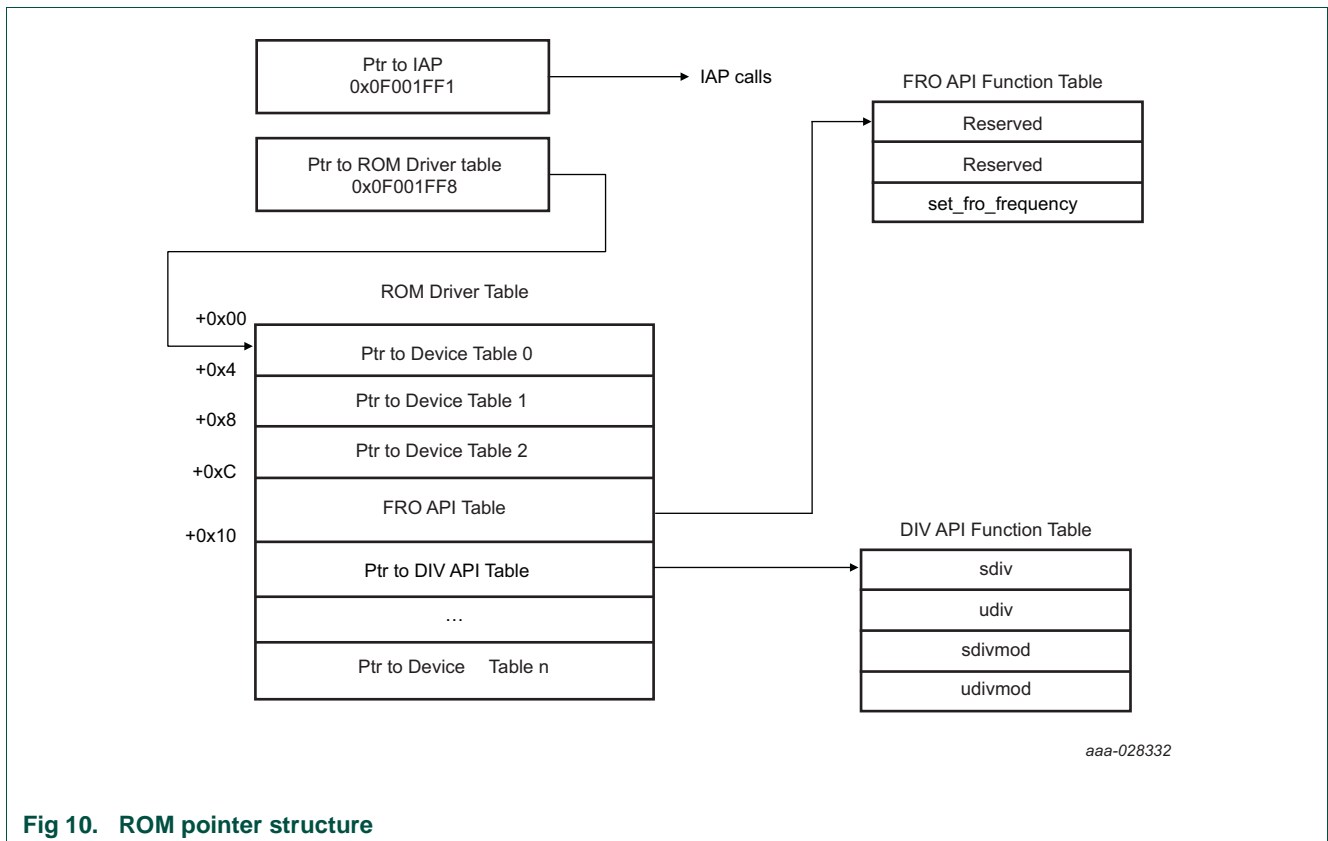 Ptr to IAP
0x0F001FF1
IAP calls
FRO API Function Table
Reserved
Reserved
set_fro_frequency
Ptr to ROM Driver table
0x0F001FF8
ROM Driver Table
+0x00
Ptr to Device Table 0
+0x4
Ptr to Device Table 1
+0x8
Ptr to Device Table 2
+0xC
FRO API Table
+0x10
Ptr to DIV API Table
…
Ptr to Device Table n
DIV API Function Table
sdiv
udiv
sdivmod
udivmod
aaa-028332
Fig 10. ROM pointer structure